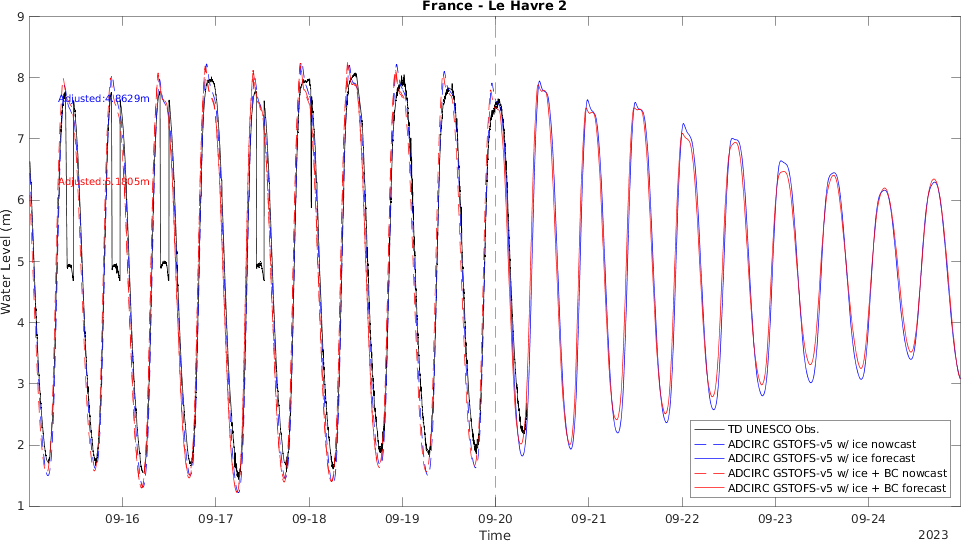 France - Le Havre 2
9
8
7
6
5
4
3
2
1
Water Level (m)
Adjusted:4.8629m
Adjusted:5.1805m
TD UNESCO Obs.
ADCIRC GSTOFS-v5 w/ ice nowcast
ADCIRC GSTOFS-v5 w/ ice forecast
ADCIRC GSTOFS-v5 w/ ice + BC nowcast
ADCIRC GSTOFS-v5 w/ ice + BC forecast
09-16 09-17 09-18 09-19 09-20 09-21 09-22 09-23 09-24
Time
2023